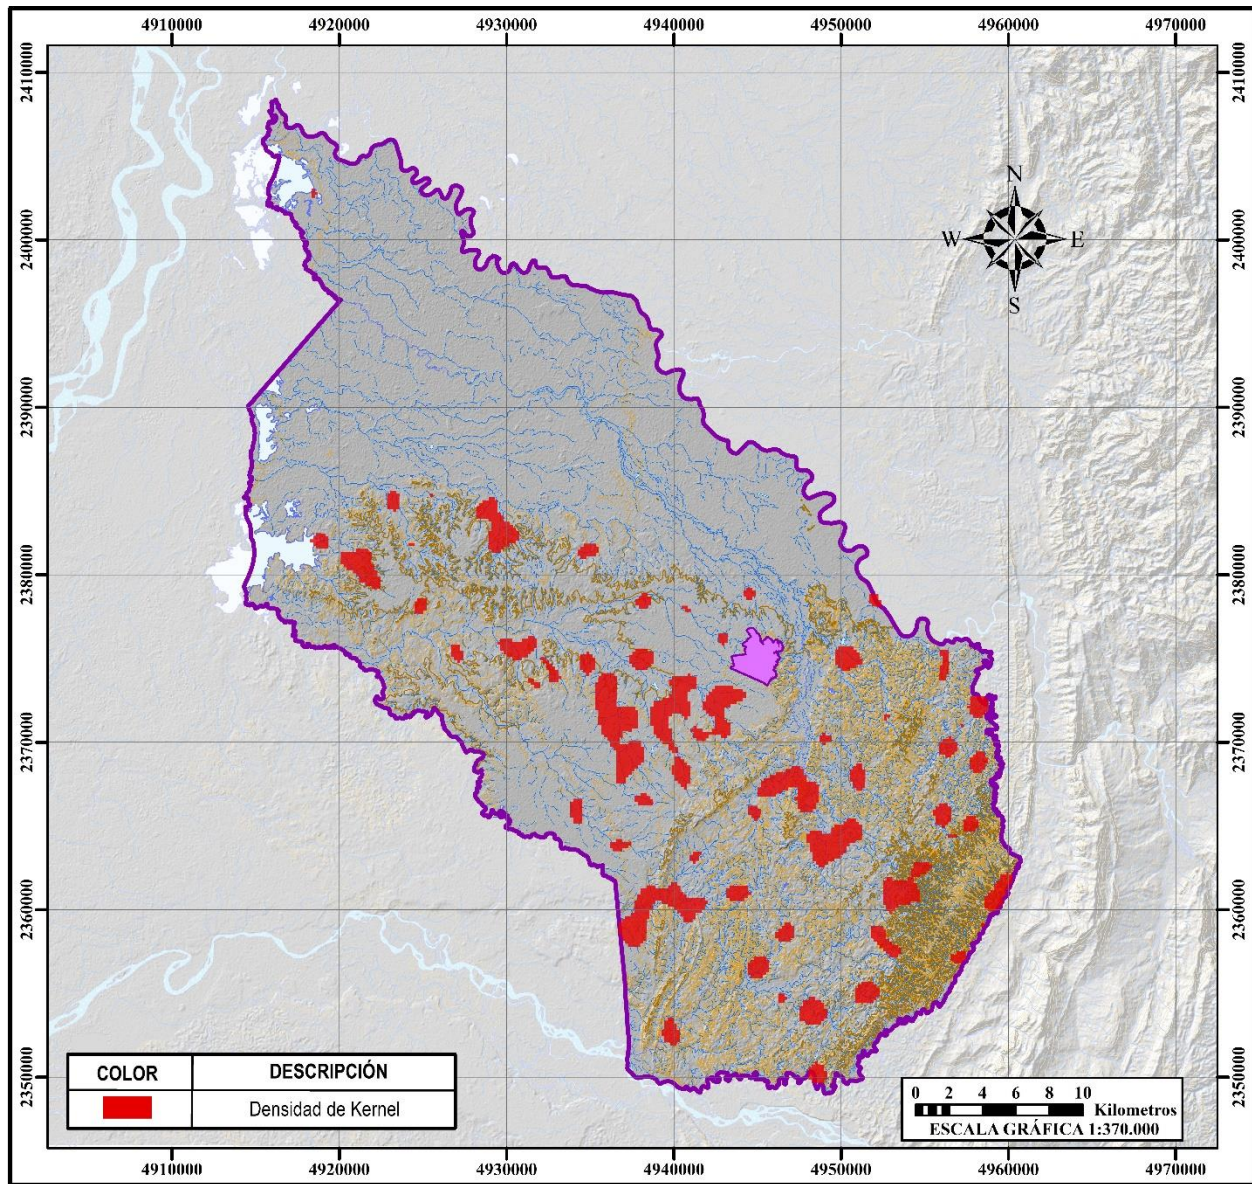 4910000 4920000 4930000 4940000 4950000 4960000 4970000
2410000 2410000
N
2400000 W E 2400000
S
2390000 2390000
2380000 2380000
2370000 2370000
2360000 2360000
2350000 2350000
COLOR DESCRIPCIÓN
Densidad de Kernel
0 2 4 6 8 10 Kilometros
ESCALA GRÁFICA 1:370.000
4910000 4920000 4930000 4940000 4950000 4960000 4970000